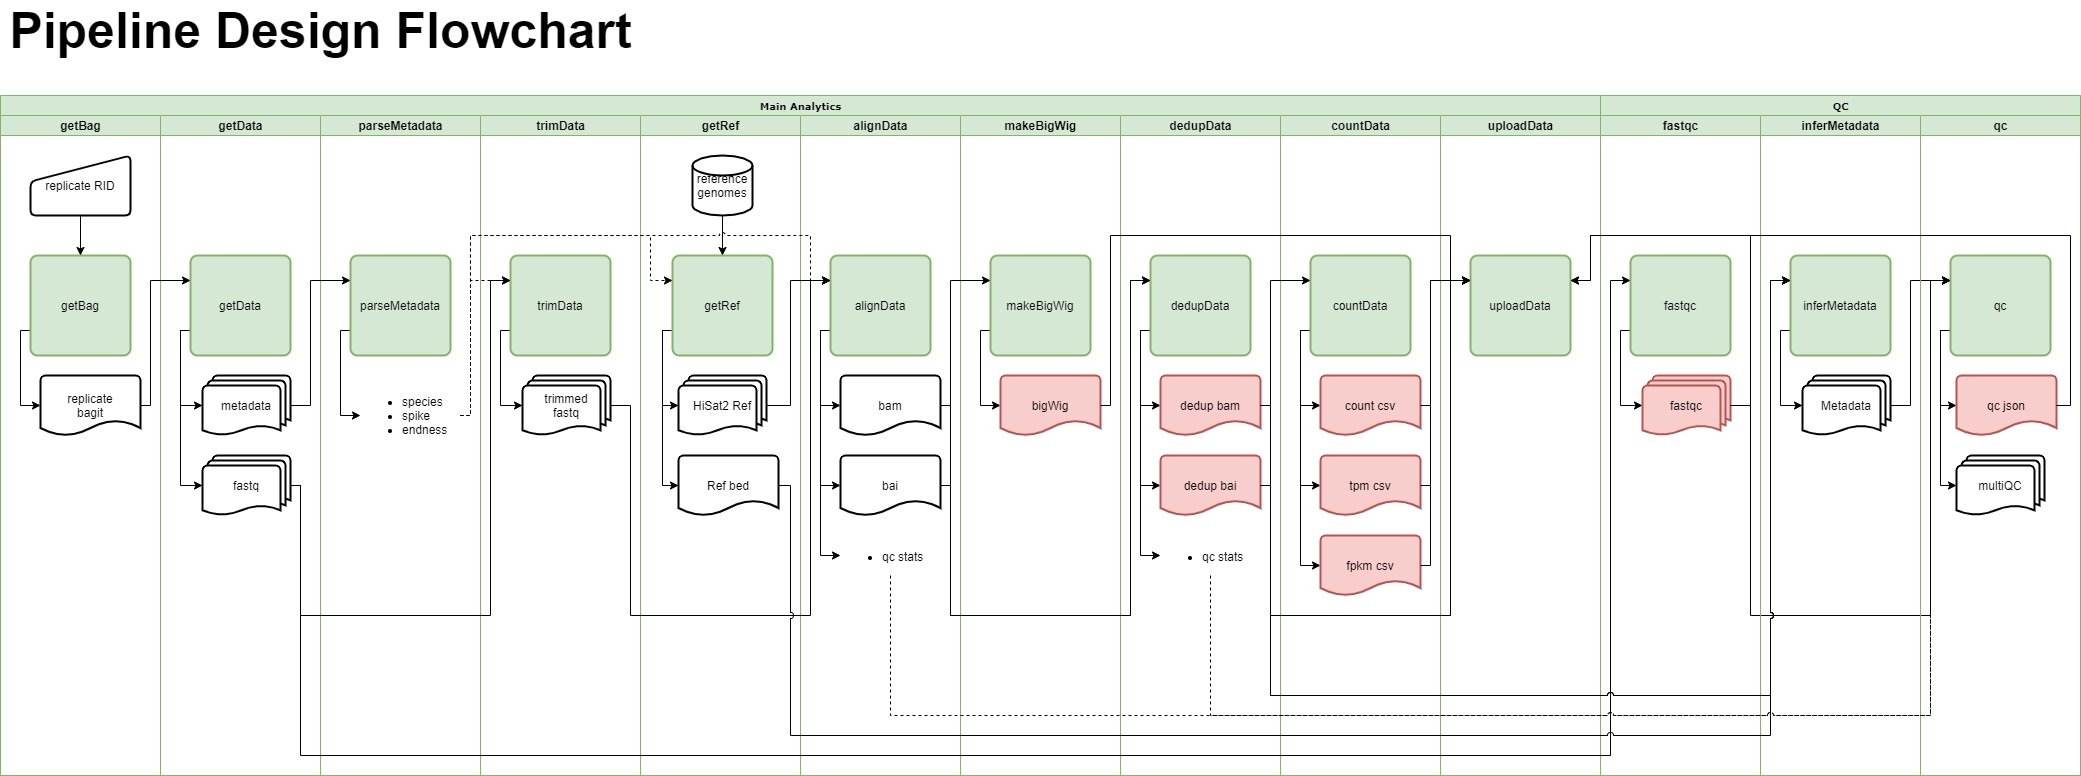 Pipeline Design Flowchart
Main Analytics
QC
getBag
getData
parseMetadata
trimData
getRef
alignData
makeBigWig
dedupData
countData
uploadData
fastqc
inferMetadata
qc
replicate RID
reference
genomes
getBag
getData
parseMetadata
trimData
getRef
alignData
makeBigWig
dedupData
countData
uploadData
fastqc
inferMetadata
qc
replicate
bagit
metadata
• species
• spike
• endness
trimmed
fastq
HiSat2 Ref
bam
bigWig
dedup bam
count csv
fastqc
Metadata
qc json
fastq
Ref bed
bai
dedup bai
tpm csv
multiQC
• qc stats
• qc stats
fpkm csv